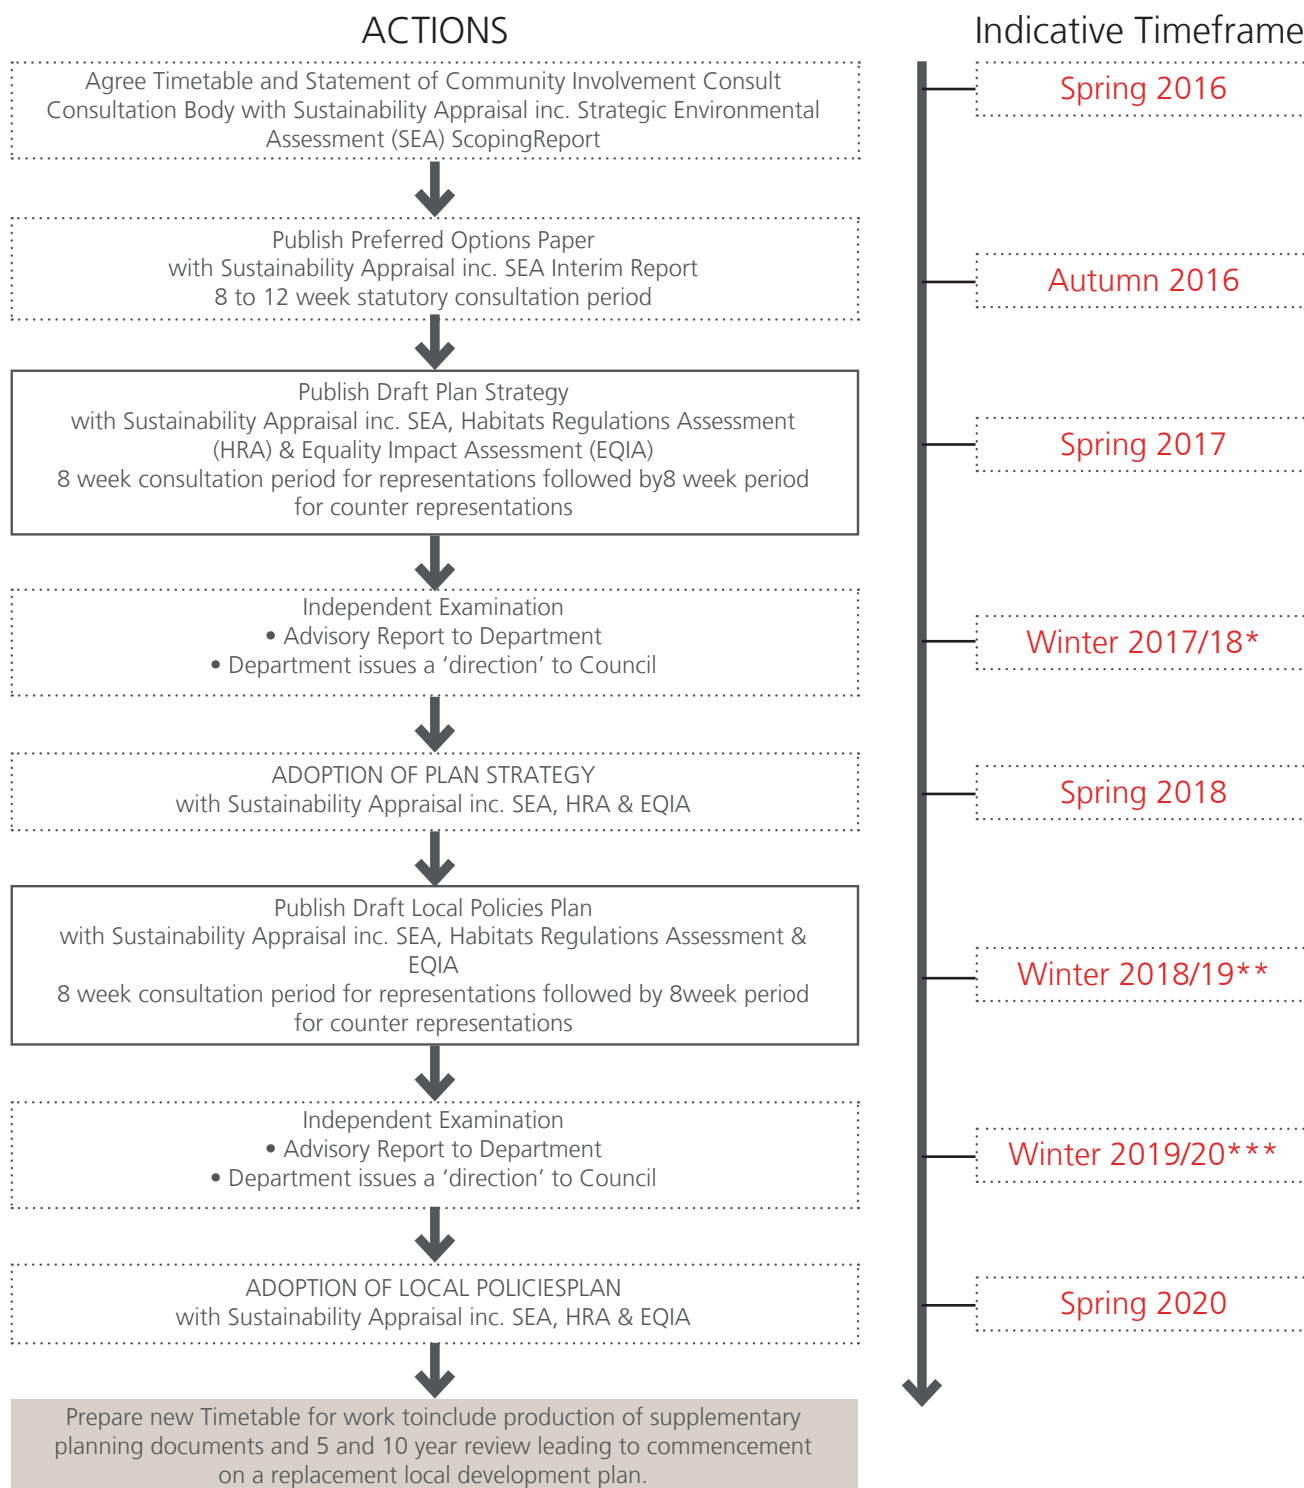 ACTIONS
Indicative Timeframe
Agree Timetable and Statement of Community Involvement Consult
Consultation Body with Sustainability Appraisal inc. Strategic Environmental
Assessment (SEA) ScopingReport
Spring 2016
Publish Preferred Options Paper
with Sustainability Appraisal inc. SEA Interim Report
8 to 12 week statutory consultation period
Autumn 2016
Publish Draft Plan Strategy
with Sustainability Appraisal inc. SEA, Habitats Regulations Assessment
(HRA) & Equality Impact Assessment (EQIA)
8 week consultation period for representations followed by8 week period
for counter representations
Spring 2017
Independent Examination
• Advisory Report to Department
• Department issues a ‘direction’ to Council
Winter 2017/18*
ADOPTION OF PLAN STRATEGY
with Sustainability Appraisal inc. SEA, HRA & EQIA
Spring 2018
Publish Draft Local Policies Plan
with Sustainability Appraisal inc. SEA, Habitats Regulations Assessment &
EQIA
8 week consultation period for representations followed by 8week period
for counter representations
Winter 2018/19**
Independent Examination
• Advisory Report to Department
• Department issues a ‘direction’ to Council
Winter 2019/20***
ADOPTION OF LOCAL POLICIESPLAN
with Sustainability Appraisal inc. SEA, HRA & EQIA
Spring 2020
Prepare new Timetable for work toinclude production of supplementary
planning documents and 5 and 10 year review leading to commencement
on a replacement local development plan.